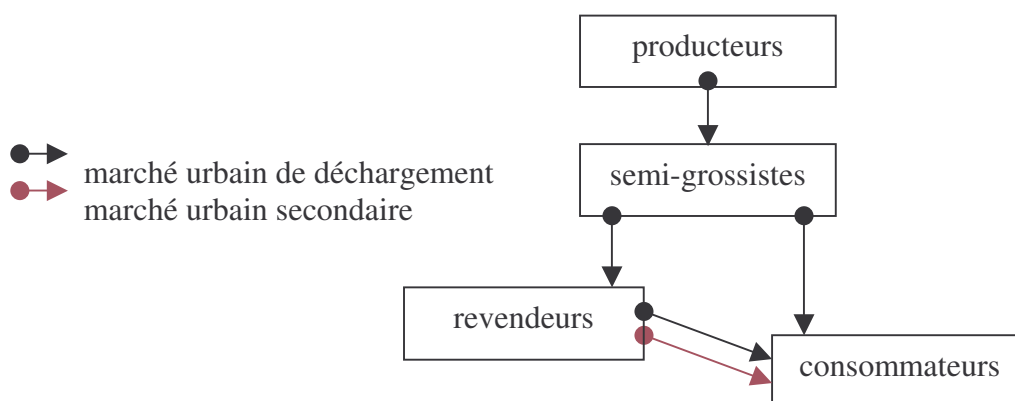 producteurs
semi-grossistes
marché urbain de déchargement
marché urbain secondaire
revendeurs
consommateurs